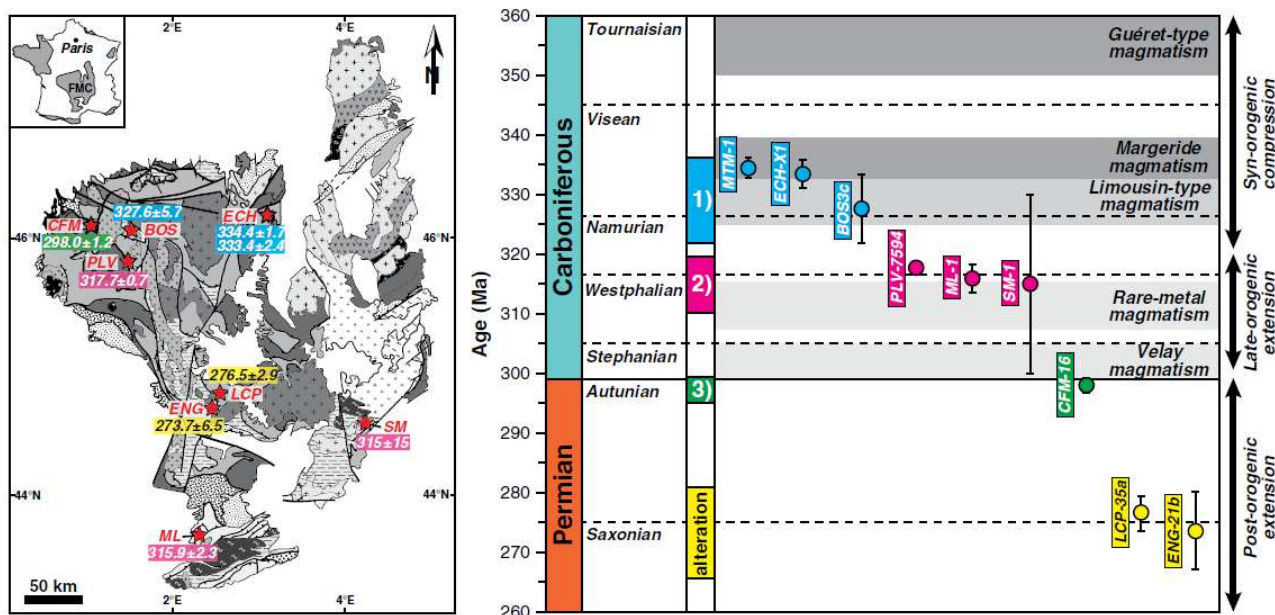 2°E
4°E
Paris
FMC
N
327.6±5.7
ECH
CFM
BOS
334.4±1.7
298.0±1.2
333.4±2.4
46°N
46°N
PLV
317.7±0.7
276.5±2.9
LCP
ENG
273.7±6.5
SM
315±15
44°N
44°N
ML
315.9±2.3
50 km
2°E
4°E
Age (Ma)
360
350
340
330
320
310
300
290
280
270
260
Carboniferous
Permian
Tournaisian
Visean
Namurian
Westphalian
Stephanian
Autunian
Saxonian
1)
2)
3)
alteration
Guéret-type
magmatism
Margeride
magmatism
Limousin-type
magmatism
Rare-metal
magmatism
Velay
magmatism
MTM-1
ECH-X1
BOS3c
PLV-7594
ML-1
SM-1
CFM-16
LCP-35a
ENG-21b
Syn-orogenic
compression
Late-orogenic
extension
Post-orogenic
extension